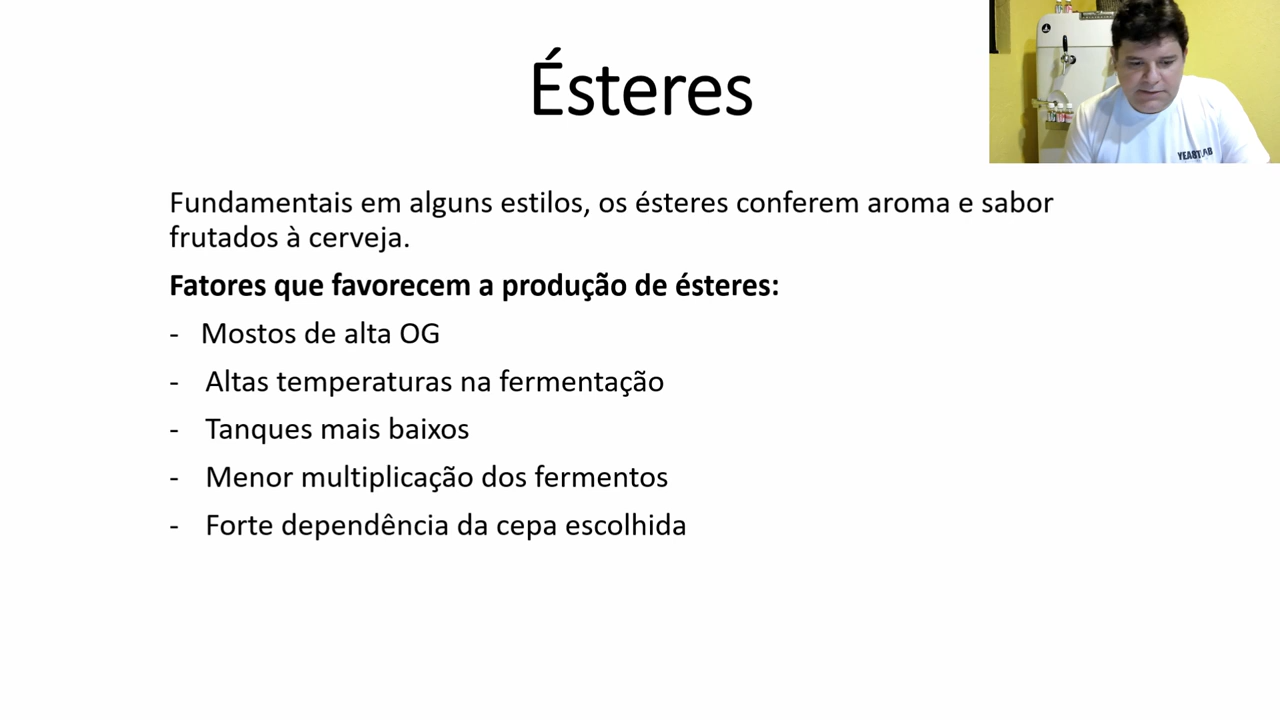 Ésteres
Fundamentais em alguns estilos, os ésteres conferem aroma e sabor
frutados à cerveja.
Fatores que favorecem a produção de ésteres:
- Mostos de alta OG
- Altas temperaturas na fermentação
- Tanques mais baixos
- Menor multiplicação dos fermentos
- Forte dependência da cepa escolhida